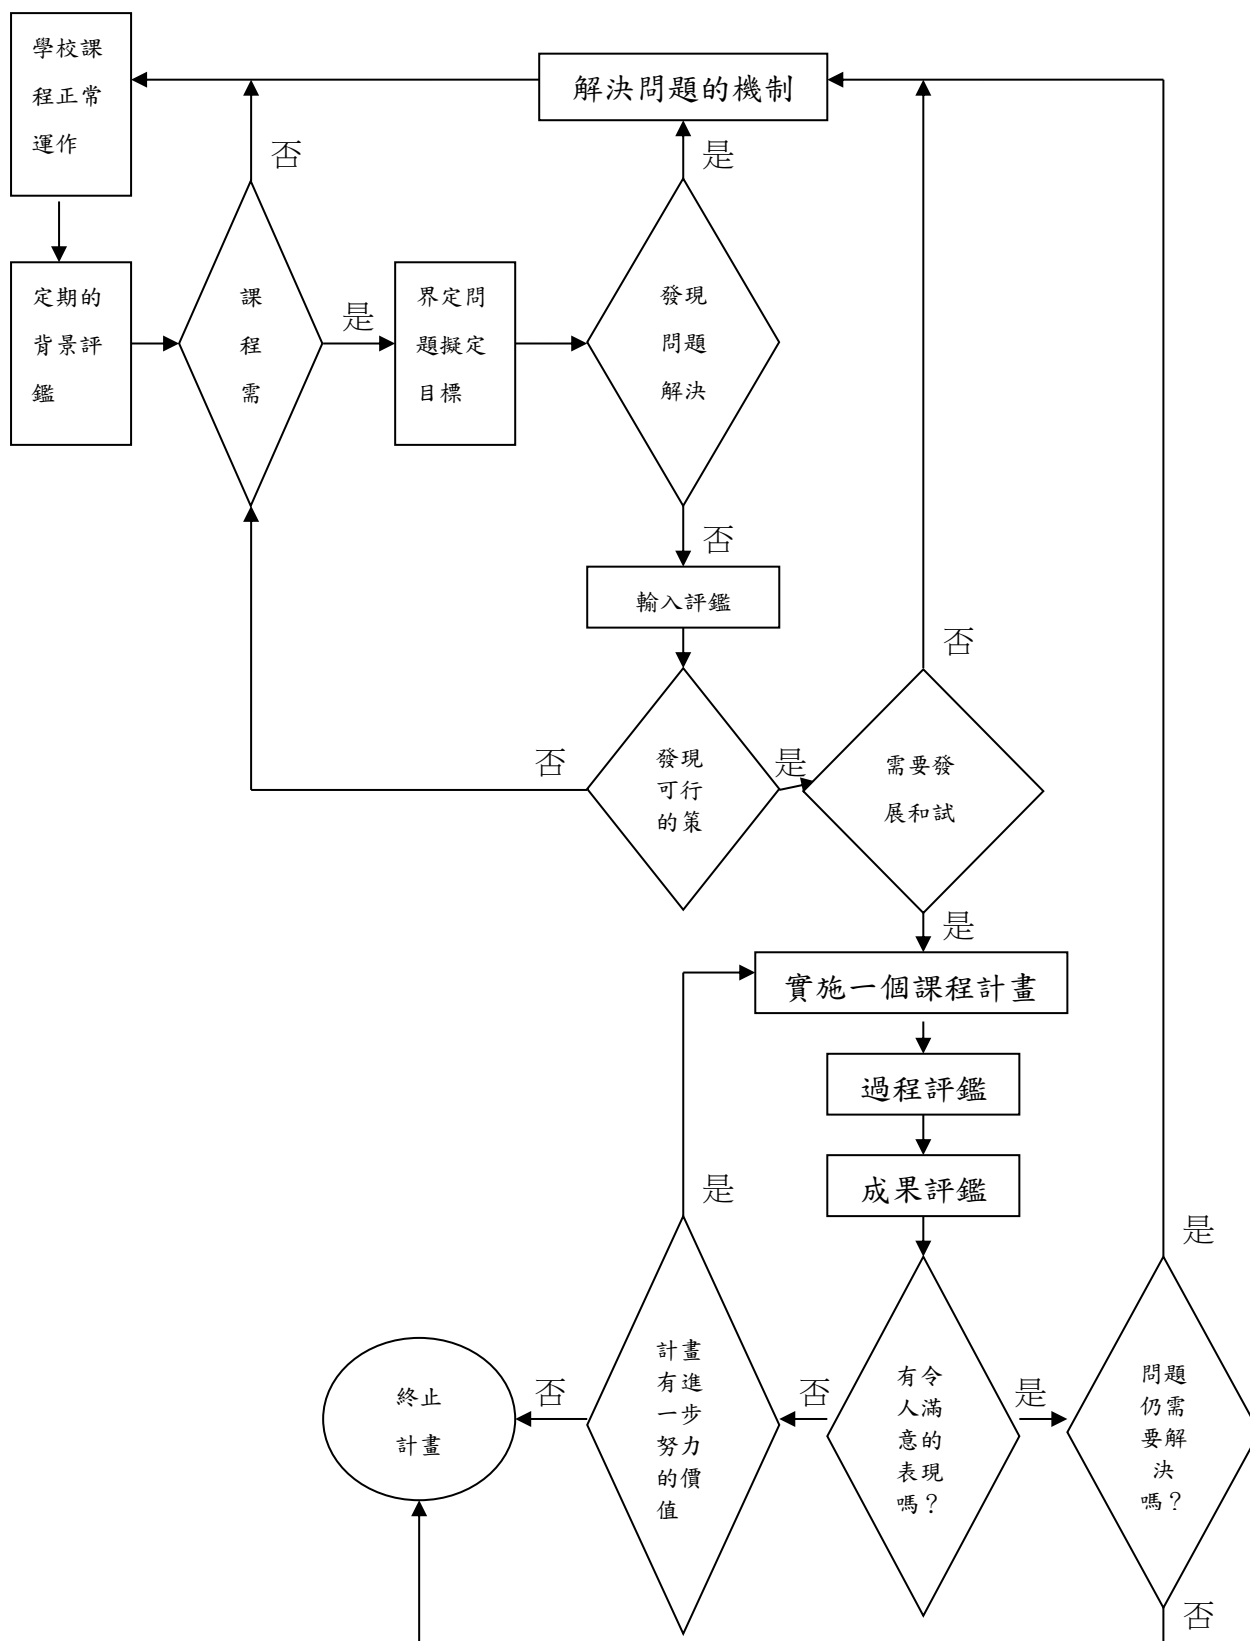 學校課
程正常
運作
解決問題的機制
否
是
定期的
背景評
鑑
課
程
需
是
界定問
題擬定
目標
發現
問題
解決
否
輸入評鑑
否
發現
可行
的策
是
否
需要發
展和試
是
實施一個課程計畫
過程評鑑
成果評鑑
是
是
終止
計畫
否
計畫
有進
一步
努力
的價
值
否
有令
人滿
意的
表現
嗎？
是
問題
仍需
要解
決
嗎？
否